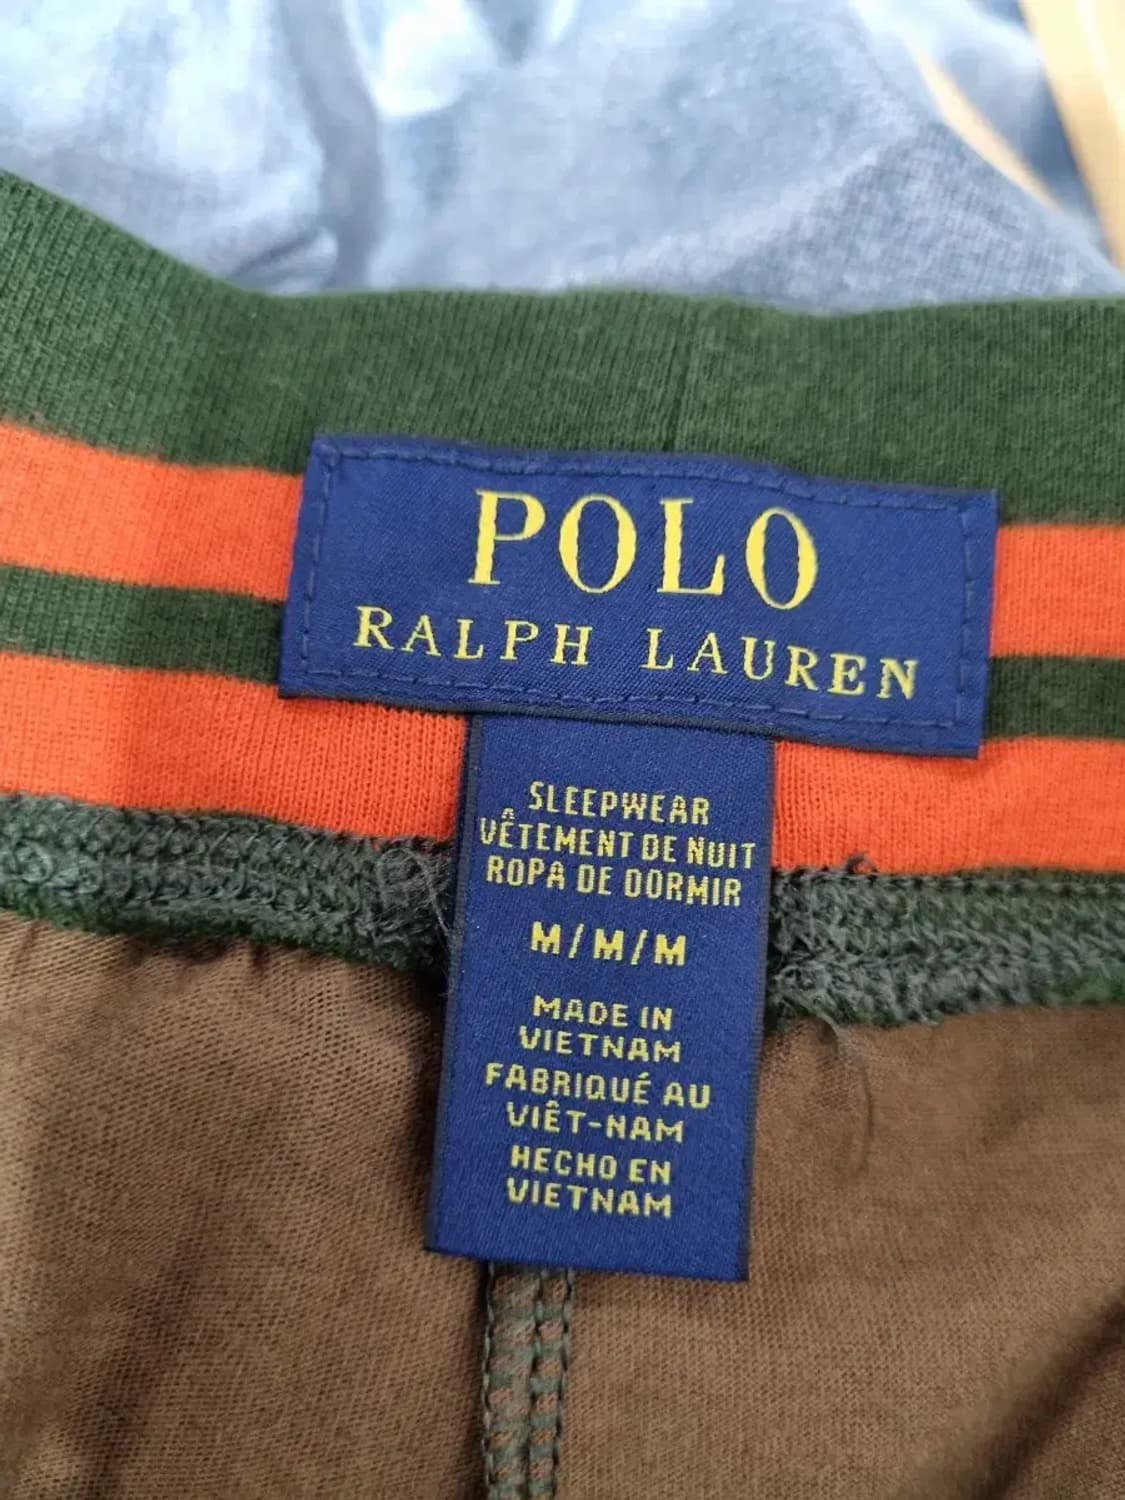 POLO
RALPH LAUREN
SLEEPWEAR
VÊTEMENT DE NUIT
ROPA DE DORMIR
M/M/M
MADE IN
VIETNAM
FABRIQUÉ AU
VIÊT-NAM
HECHO EN
VIETNAM